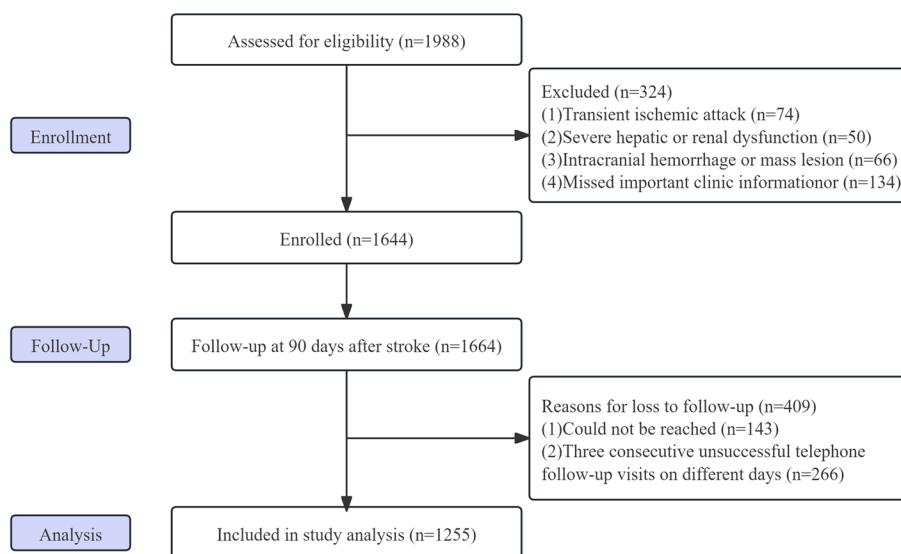 Assessed for eligibility (n=1988)
Excluded (n=324)
(1)Transient ischemic attack (n=74)
Enrollment
(2)Severe hepatic or renal dysfunction (n=50)
(3)Intracranial hemorrhage or mass lesion (n=66)
(4)Missed important clinic informationor (n=134)
Enrolled (n=1644)
Follow-Up
Follow-up at 90 days after stroke (n=1664)
Reasons for loss to follow-up (n=409)
(1)Could not be reached (n=143)
(2)Three consecutive unsuccessful telephone
follow-up visits on different days (n=266)
Analysis
Included in study analysis (n=1255)